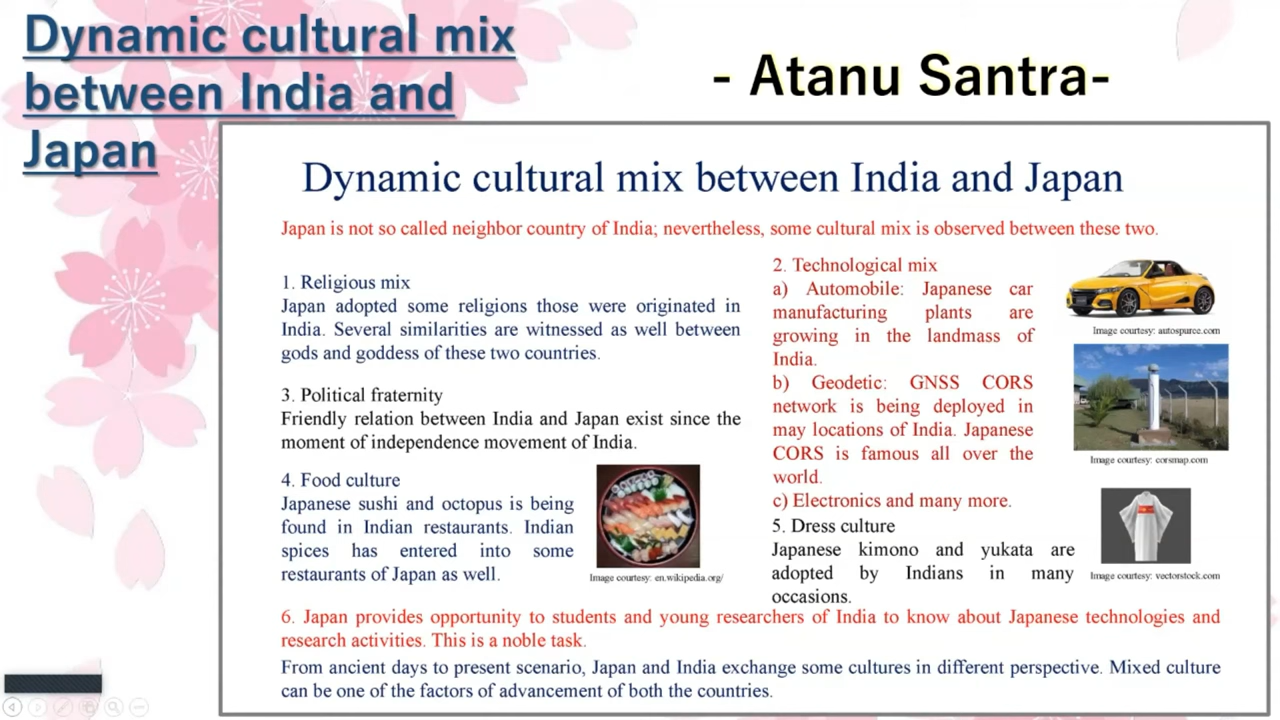 Dynamic cultural mix
between India and
Japan
- Atanu Santra-
Dynamic cultural mix between India and Japan
Japan is not so called neighbor country of India; nevertheless, some cultural mix is observed between these two.
1. Religious mix
Japan adopted some religions those were originated in
India. Several similarities are witnessed as well between
gods and goddess of these two countries.
2. Technological mix
a) Automobile: Japanese car
manufacturing plants are
growing in the landmass of
India.
b) Geodetic: GNSS CORS
network is being deployed in
may locations of India. Japanese
CORS is famous all over the
world.
c) Electronics and many more.
Image courtesy: autospurce.com
Image courtesy: corsmap.com
3. Political fraternity
Friendly relation between India and Japan exist since the
moment of independence movement of India.
4. Food culture
Japanese sushi and octopus is being
found in Indian restaurants. Indian
spices has entered into some
restaurants of Japan as well.
Image courtesy: en.wikipedia.org/
5. Dress culture
Japanese kimono and yukata are
adopted by Indians in many
occasions.
Image courtesy: vectorstock.com
6. Japan provides opportunity to students and young researchers of India to know about Japanese technologies and
research activities. This is a noble task.
From ancient days to present scenario, Japan and India exchange some cultures in different perspective. Mixed culture
can be one of the factors of advancement of both the countries.